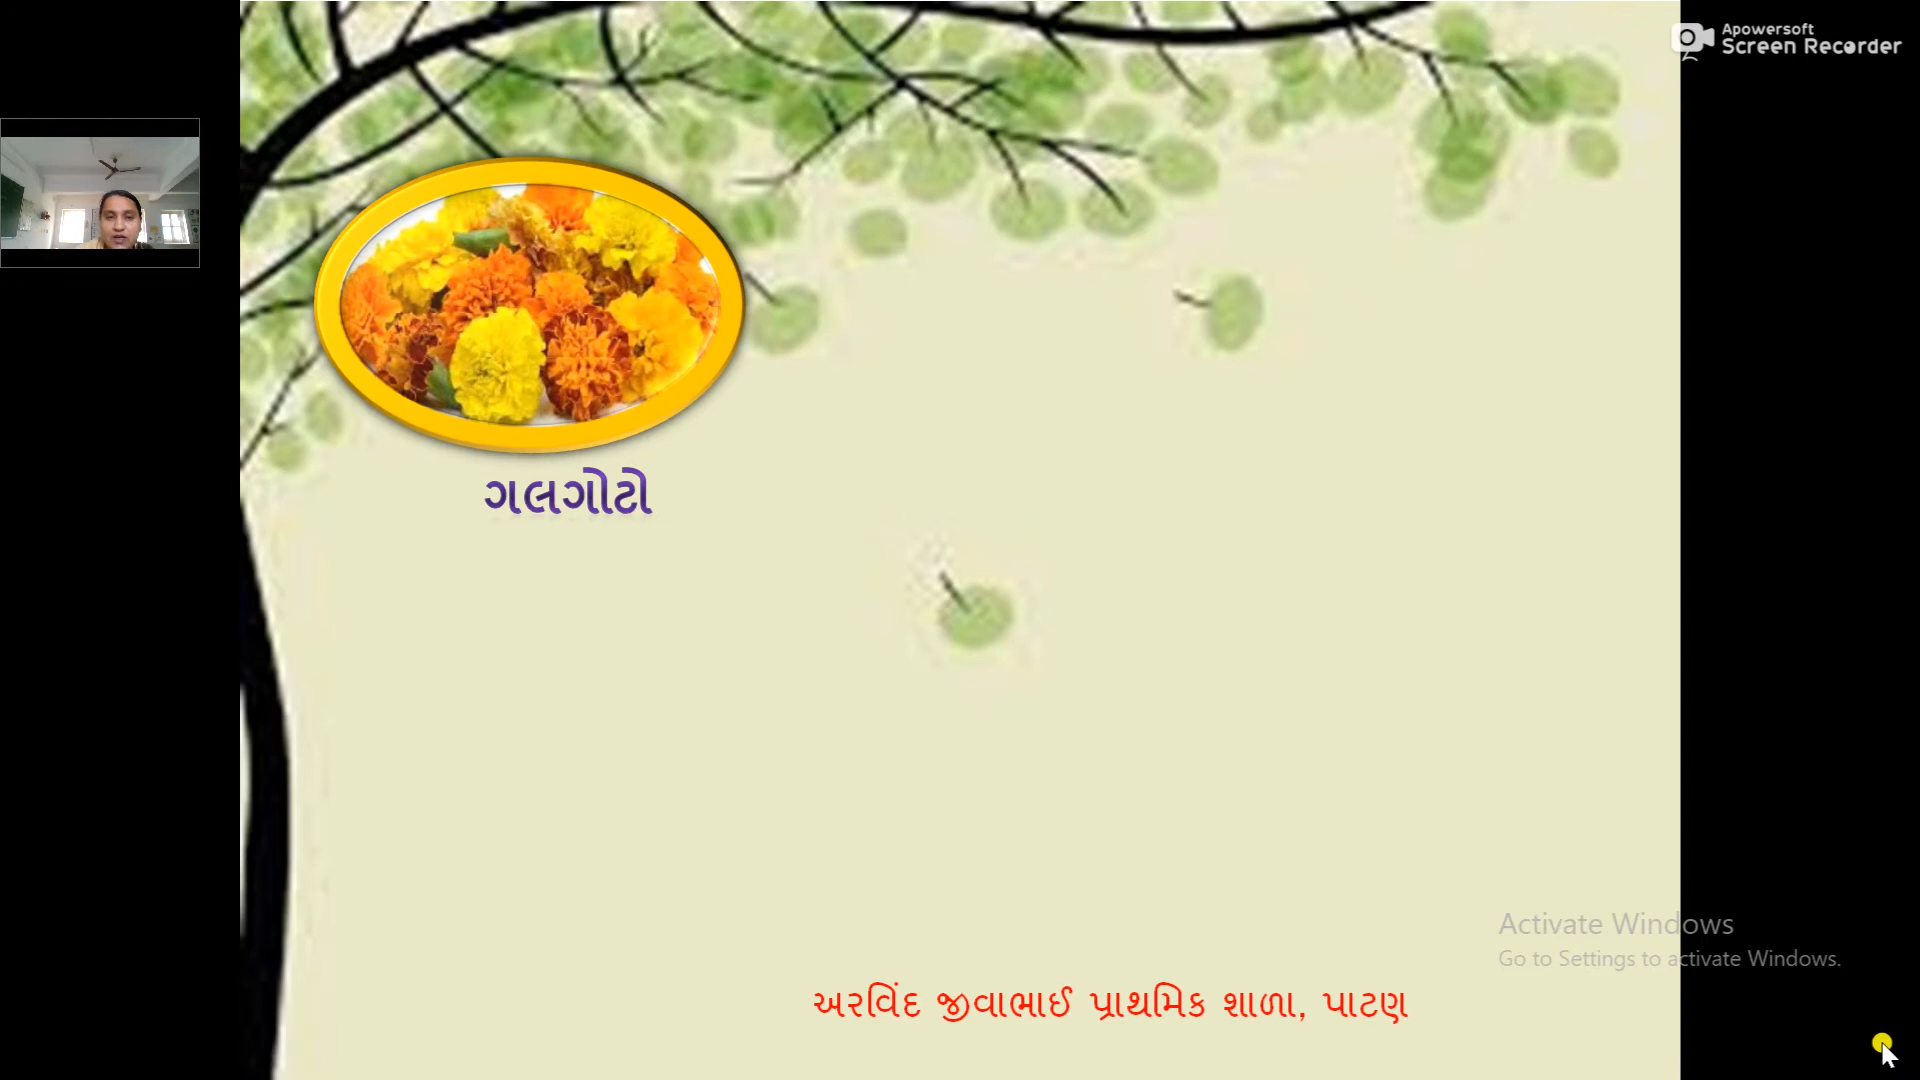 Apowersoft
Screen Recorder
ગલગોટો
Activate Windows
Go to Settings to activate Windows.
અરવિંદ જીવાભાઈ પ્રાથમિક શાળા, પાટણ